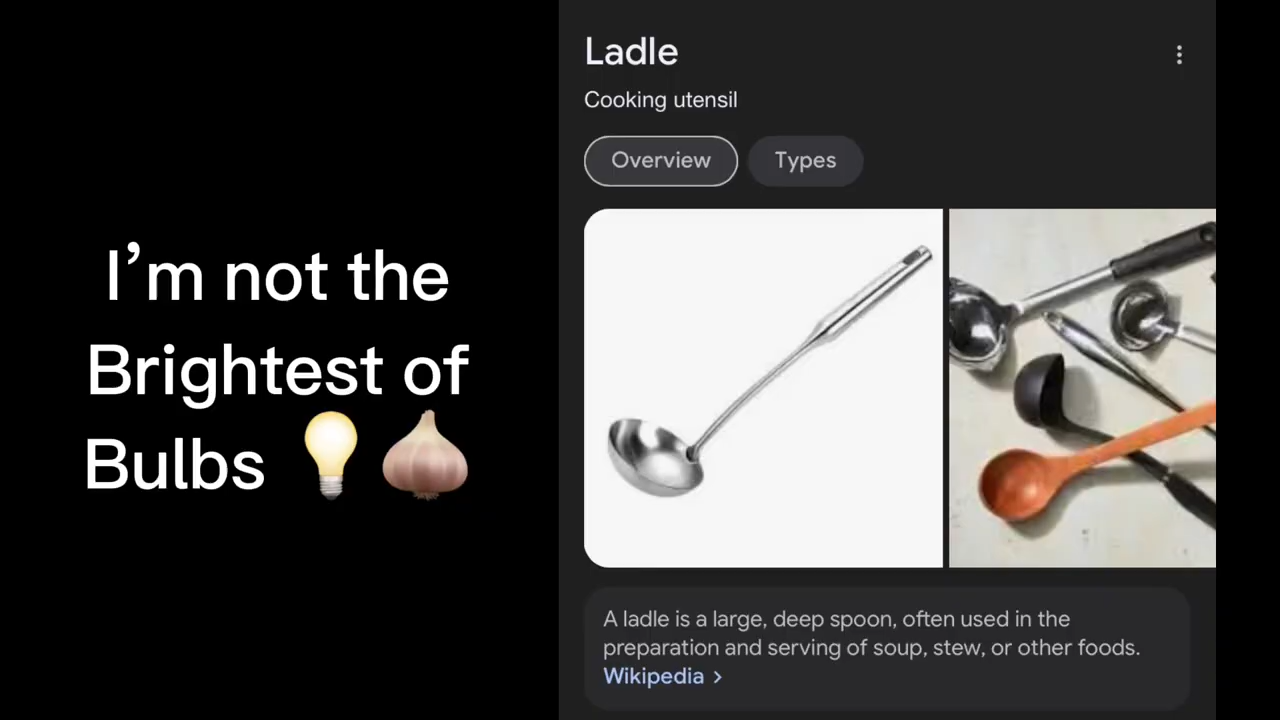 I’m not the
Brightest of
Bulbs 💡🧄
Ladle
Cooking utensil
Overview
Types
A ladle is a large, deep spoon, often used in the
preparation and serving of soup, stew, or other foods.
Wikipedia >